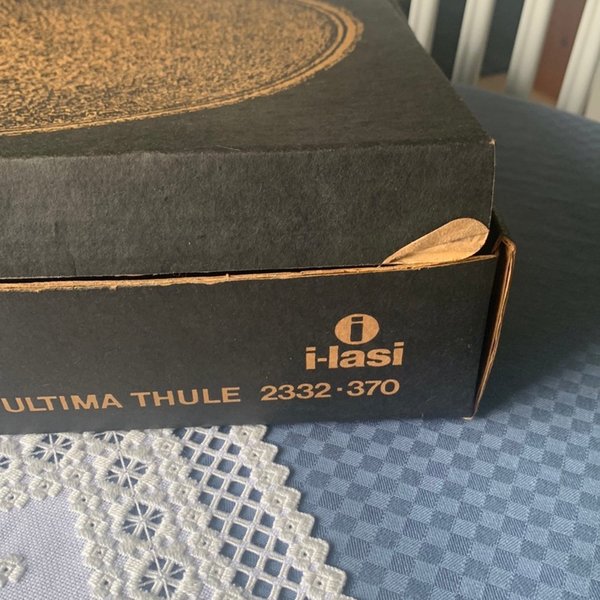 i
i-lasi
ULTIMA THULE 2332·370